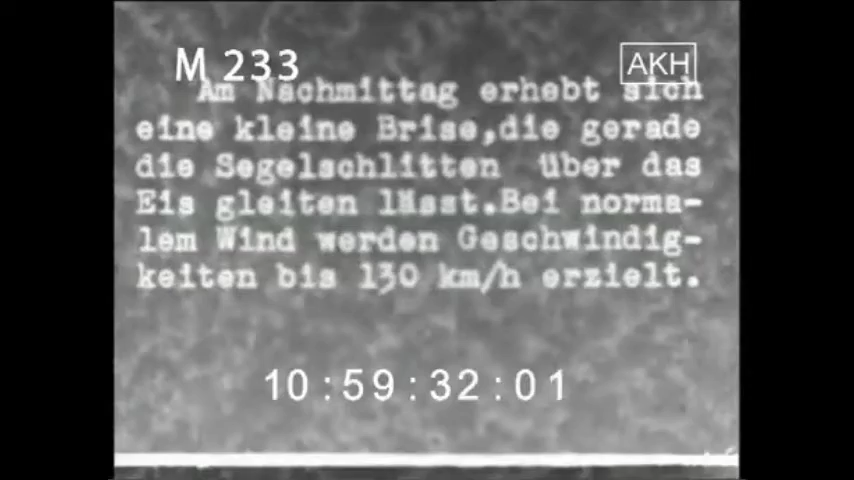 M 233
AKH
Am Nachmittag erhebt sich
eine kleine Brise,die gerade
die Segelschlitten über das
Eis gleiten lässt.Bei norma-
lem Wind werden Geschwindig-
keiten bis 130 km/h erzielt.
10:59:32:01